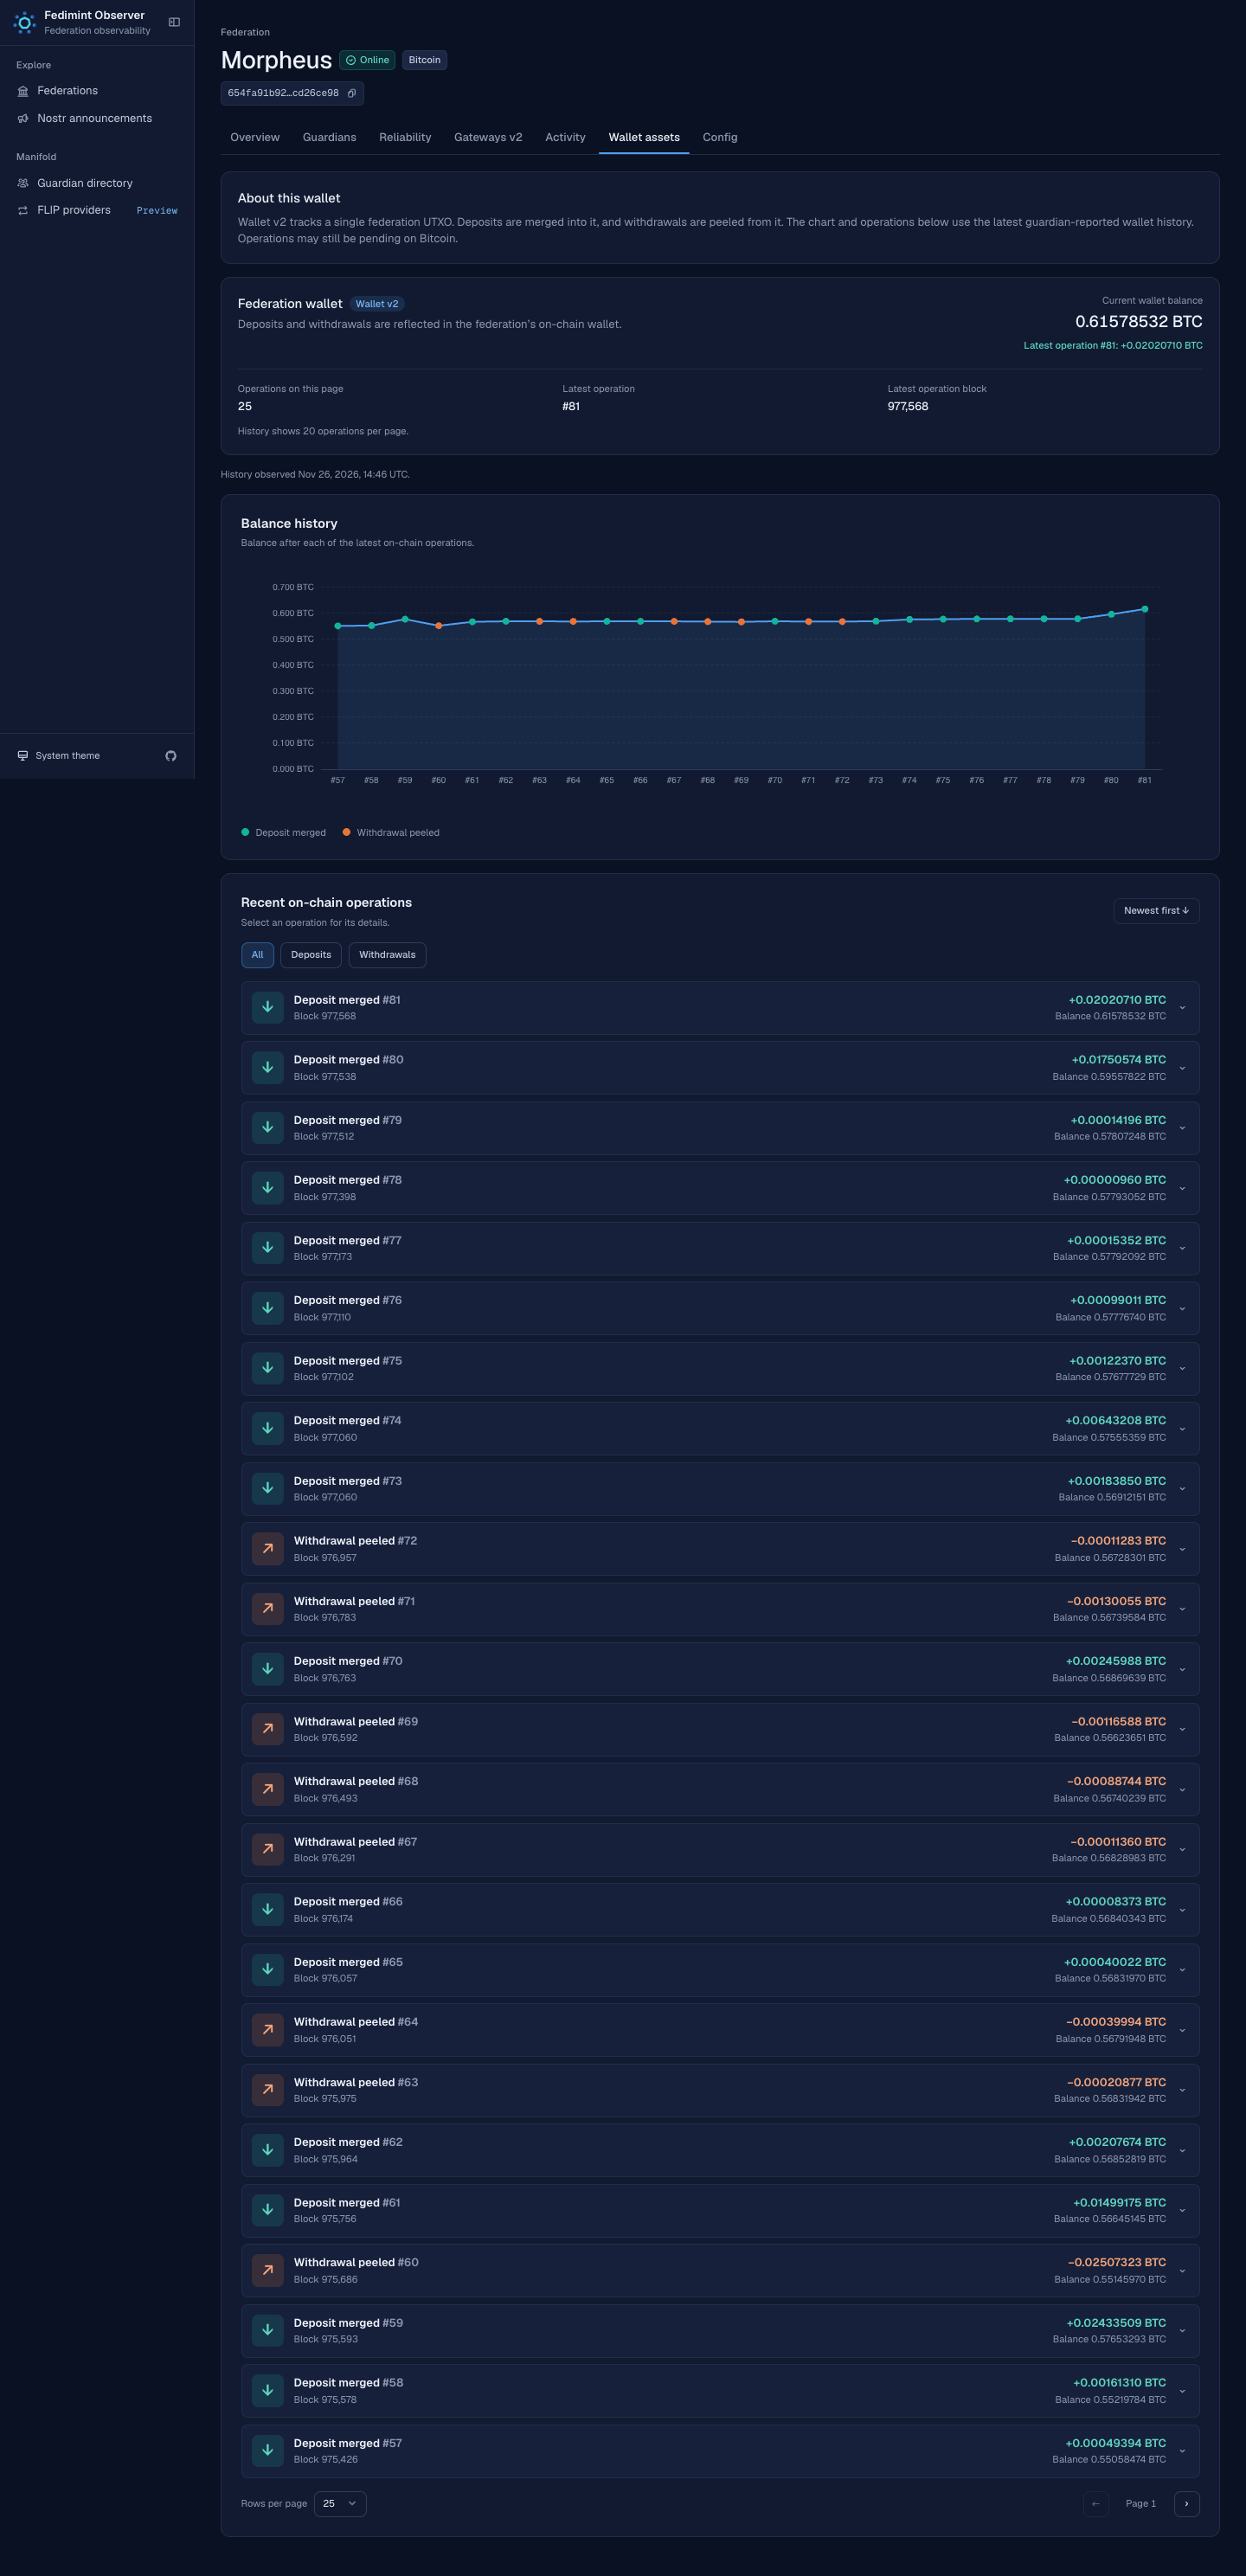 Fedimint Observer
Federation observability
Explore
Federations
Nostr announcements
Manifold
Guardian directory
FLIP providers Preview
System theme
Federation
Morpheus Online Bitcoin
654fa91b92…cd26ce98
Overview Guardians Reliability Gateways v2 Activity Wallet assets Config
About this wallet
Wallet v2 tracks a single federation UTXO. Deposits are merged into it, and withdrawals are peeled from it. The chart and operations below use the latest guardian-reported wallet history.
Operations may still be pending on Bitcoin.
Federation wallet Wallet v2
Deposits and withdrawals are reflected in the federation's on-chain wallet.
Current wallet balance
0.61578532 BTC
Latest operation #81: +0.02020710 BTC
Operations on this page Latest operation Latest operation block
25 #81 977,568
History shows 20 operations per page.
History observed Nov 26, 2026, 14:46 UTC.
Balance history
Balance after each of the latest on-chain operations.
0.700 BTC
0.600 BTC
0.500 BTC
0.400 BTC
0.300 BTC
0.200 BTC
0.100 BTC
0.000 BTC
#57 #58 #59 #60 #61 #62 #63 #64 #65 #66 #67 #68 #69 #70 #71 #72 #73 #74 #75 #76 #77 #78 #79 #80 #81
Deposit merged Withdrawal peeled
Recent on-chain operations
Select an operation for its details.
Newest first ↓
All Deposits Withdrawals
Deposit merged #81 +0.02020710 BTC
Block 977,568 Balance 0.61578532 BTC
Deposit merged #80 +0.01750574 BTC
Block 977,538 Balance 0.59557822 BTC
Deposit merged #79 +0.00014196 BTC
Block 977,512 Balance 0.57807248 BTC
Deposit merged #78 +0.00000960 BTC
Block 977,398 Balance 0.57793052 BTC
Deposit merged #77 +0.00015352 BTC
Block 977,173 Balance 0.57792092 BTC
Deposit merged #76 +0.00099011 BTC
Block 977,110 Balance 0.57776740 BTC
Deposit merged #75 +0.00122370 BTC
Block 977,102 Balance 0.57677729 BTC
Deposit merged #74 +0.00643208 BTC
Block 977,060 Balance 0.57555359 BTC
Deposit merged #73 +0.00183850 BTC
Block 977,060 Balance 0.56912151 BTC
Withdrawal peeled #72 −0.00011283 BTC
Block 976,957 Balance 0.56728301 BTC
Withdrawal peeled #71 −0.00130055 BTC
Block 976,783 Balance 0.56739584 BTC
Deposit merged #70 +0.00245988 BTC
Block 976,763 Balance 0.56869639 BTC
Withdrawal peeled #69 −0.00116588 BTC
Block 976,592 Balance 0.56623651 BTC
Withdrawal peeled #68 −0.00088744 BTC
Block 976,493 Balance 0.56740239 BTC
Withdrawal peeled #67 −0.00011360 BTC
Block 976,291 Balance 0.56828983 BTC
Deposit merged #66 +0.00008373 BTC
Block 976,174 Balance 0.56840343 BTC
Deposit merged #65 +0.00040022 BTC
Block 976,057 Balance 0.56831970 BTC
Withdrawal peeled #64 −0.00039994 BTC
Block 976,051 Balance 0.56791948 BTC
Withdrawal peeled #63 −0.00020877 BTC
Block 975,975 Balance 0.56831942 BTC
Deposit merged #62 +0.00207674 BTC
Block 975,964 Balance 0.56852819 BTC
Deposit merged #61 +0.01499175 BTC
Block 975,756 Balance 0.56645145 BTC
Withdrawal peeled #60 −0.02507323 BTC
Block 975,686 Balance 0.55145970 BTC
Deposit merged #59 +0.02433509 BTC
Block 975,593 Balance 0.57653293 BTC
Deposit merged #58 +0.00161310 BTC
Block 975,578 Balance 0.55219784 BTC
Deposit merged #57 +0.00049394 BTC
Block 975,426 Balance 0.55058474 BTC
Rows per page 25 ← Page 1 ›